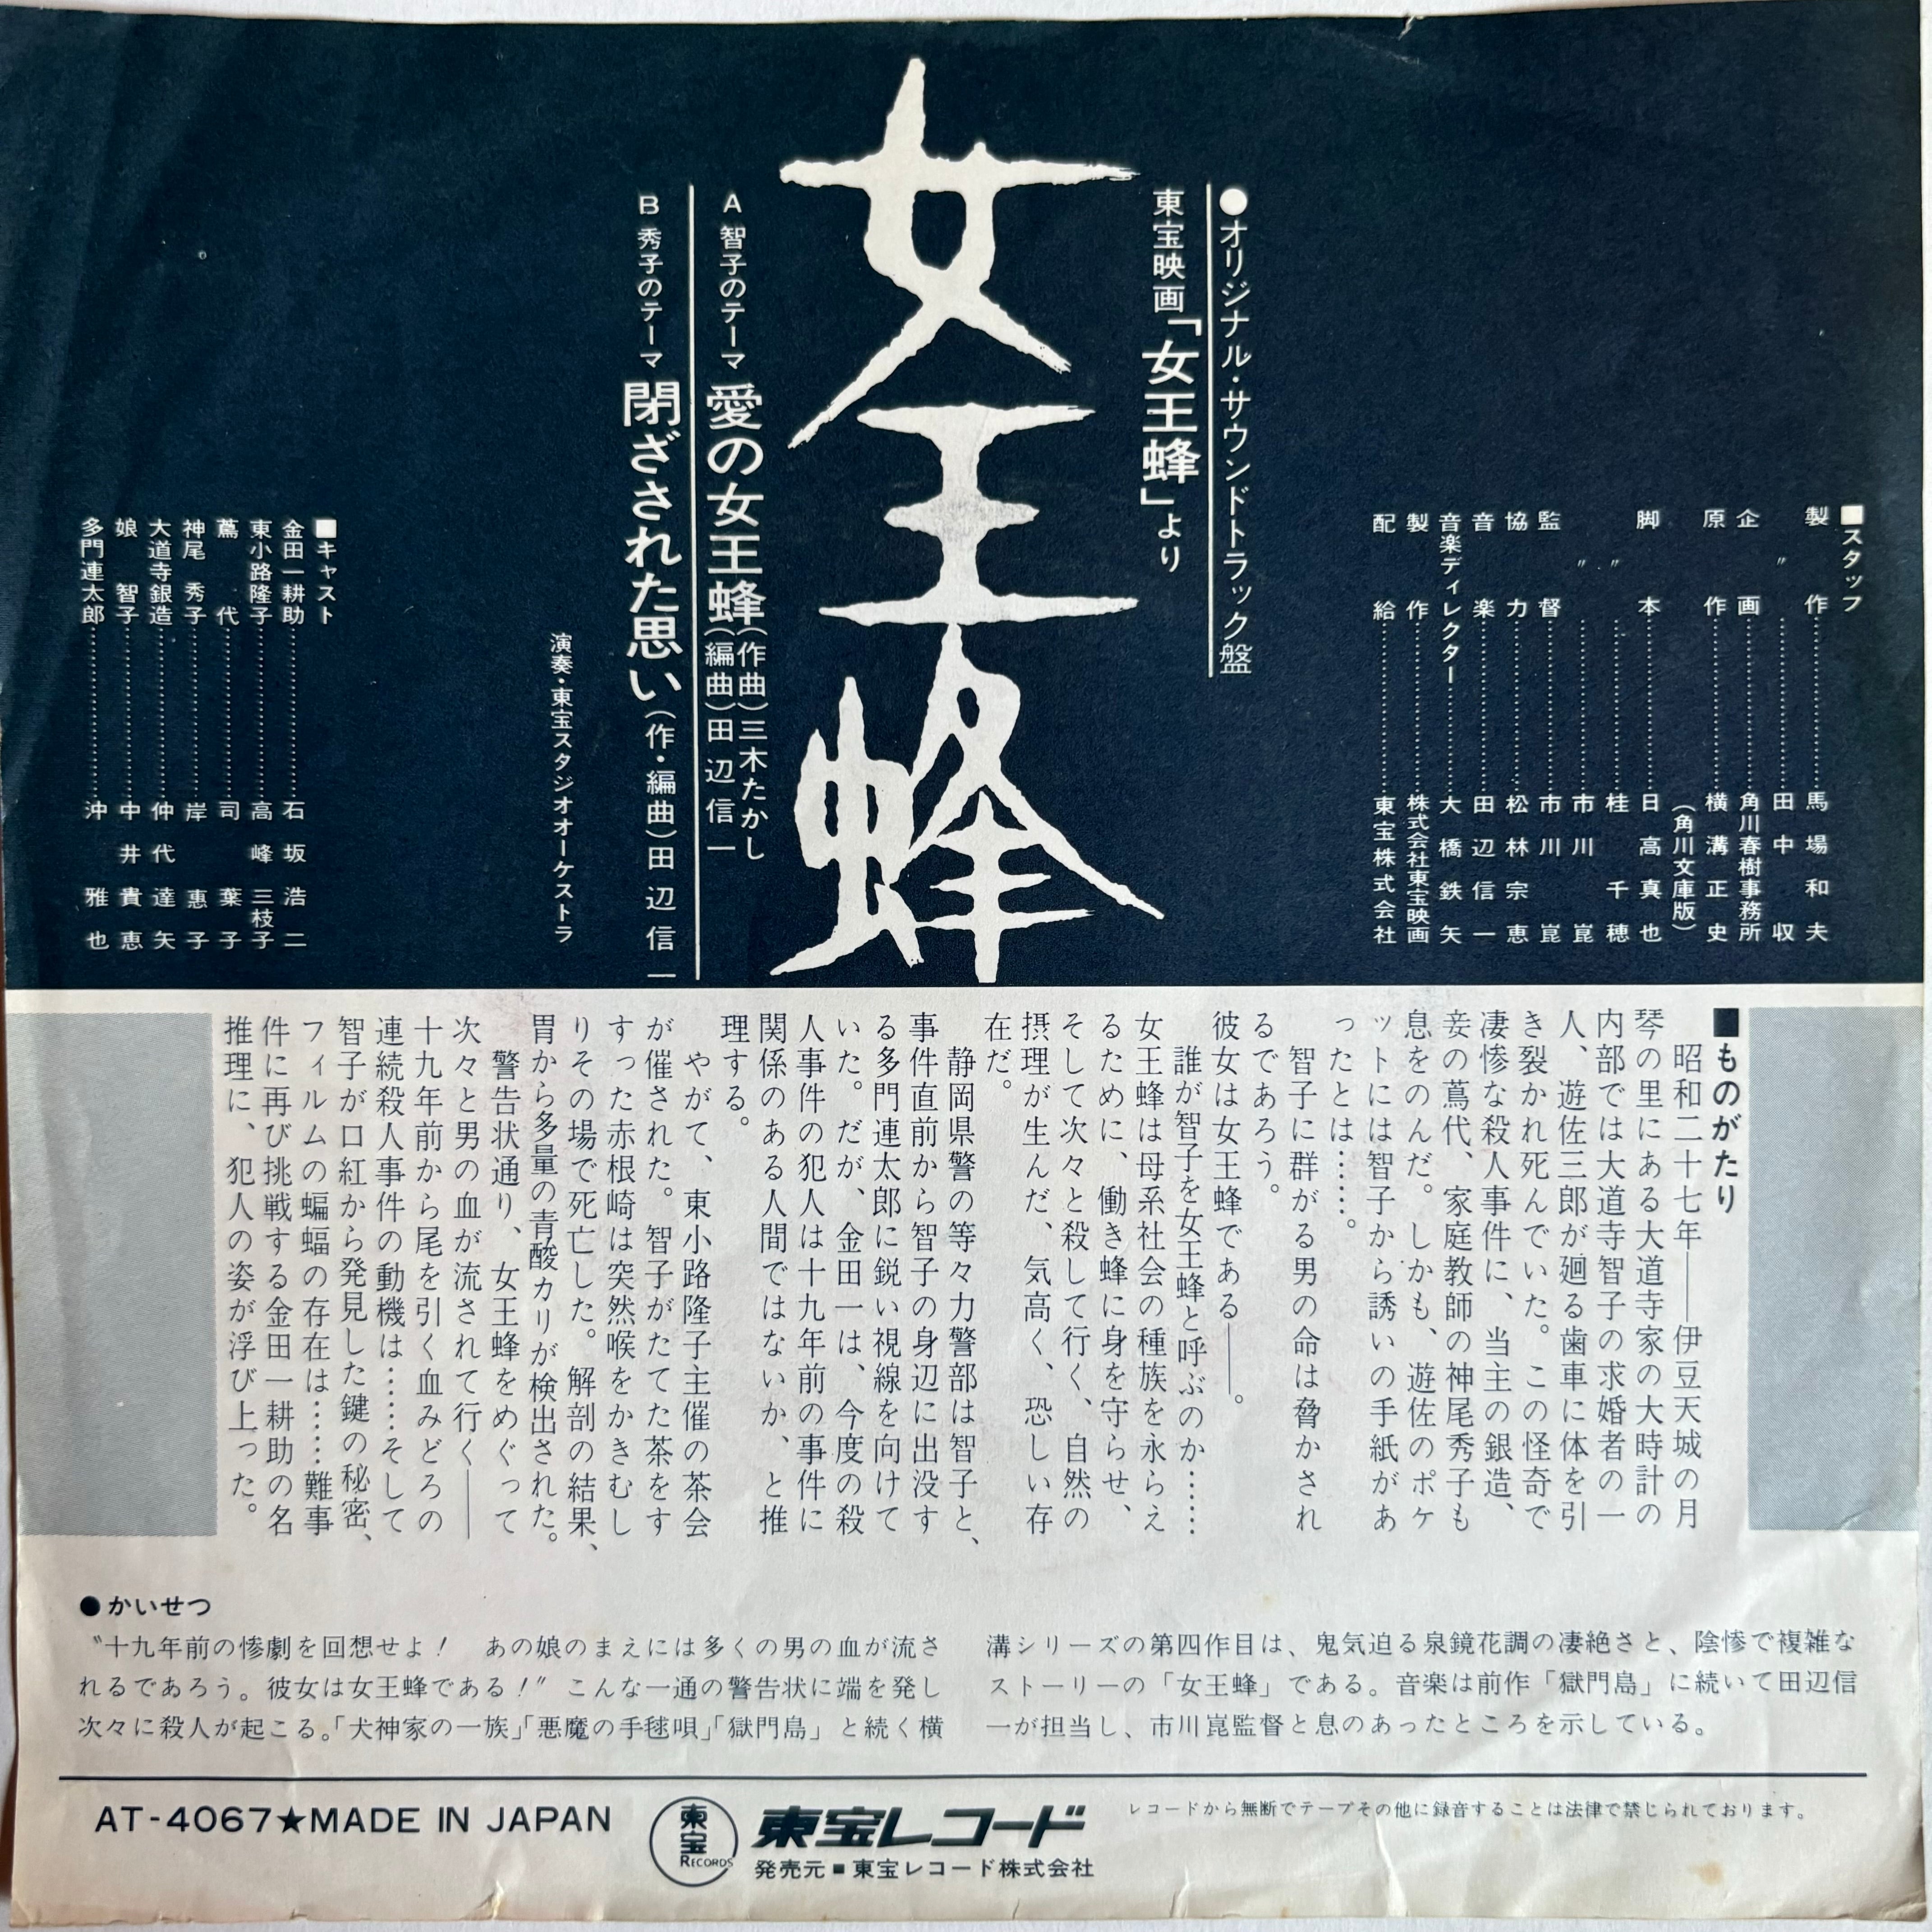 ■スタッフ
製作……馬場和夫
〃……田中収
企画……角川春樹事務所
原作……横溝正史
(角川文庫版)
脚本……日高真也
〃……桂千穂
〃……市川崑
監督……市川崑
協力……松林宗恵
音楽……田辺信一
音楽ディレクター……大橋鉄矢
製作……株式会社東宝映画
配給……東宝株式会社
●オリジナル・サウンドトラック盤
東宝映画「女王蜂」より
女王蜂
A 智子のテーマ 愛の女王蜂(作曲)三木たかし
(編曲)田辺信一
B 秀子のテーマ 閉ざされた思い(作・編曲)田辺信一
演奏・東宝スタジオオーケストラ
■キャスト
金田一耕助……石坂浩二
東小路隆子……高峰三枝子
蔦代……司葉子
神尾秀子……岸惠子
大道寺銀造……仲代達矢
娘 智子……中井貴恵
多門連太郎……沖雅也
■ものがたり
昭和二十七年――伊豆天城の月
琴の里にある大道寺家の大時計の
内部では大道寺智子の求婚者の一
人、遊佐三郎が廻る歯車に体を引
き裂かれ死んでいた。この怪奇で
凄惨な殺人事件に、当主の銀造、
妾の蔦代、家庭教師の神尾秀子も
息をのんだ。しかも、遊佐のポケ
ットには智子から誘いの手紙があ
ったとは……。
智子に群がる男の命は脅かされ
るであろう。
彼女は女王蜂である――。
誰が智子を女王蜂と呼ぶのか……
女王蜂は母系社会の種族を永らえ
るために、働き蜂に身を守らせ、
そして次々と殺して行く、自然の
摂理が生んだ、気高く、恐しい存
在だ。
静岡県警の等々力警部は智子と、
事件直前から智子の身辺に出没す
る多門連太郎に鋭い視線を向けて
いた。だが、金田一は、今度の殺
人事件の犯人は十九年前の事件に
関係のある人間ではないか、と推
理する。
やがて、東小路隆子主催の茶会
が催された。智子がたてた茶をす
すった赤根崎は突然喉をかきむし
りその場で死亡した。解剖の結果、
胃から多量の青酸カリが検出された。
警告状通り、女王蜂をめぐって
次々と男の血が流されて行く――
十九年前から尾を引く血みどろの
連続殺人事件の動機は……そして
智子が口紅から発見した鍵の秘密、
フィルムの蝙蝠の存在は……難事
件に再び挑戦する金田一耕助の名
推理に、犯人の姿が浮び上った。
●かいせつ
〝十九年前の惨劇を回想せよ! あの娘のまえには多くの男の血が流さ
れるであろう。彼女は女王蜂である!〟こんな一通の警告状に端を発し
次々に殺人が起こる。「犬神家の一族」「悪魔の手毬唄」「獄門島」と続く横
溝シリーズの第四作目は、鬼気迫る泉鏡花調の凄絶さと、陰惨で複雑な
ストーリーの「女王蜂」である。音楽は前作「獄門島」に続いて田辺信
一が担当し、市川崑監督と息のあったところを示している。
AT-4067★MADE IN JAPAN
東宝
RECORDS
東宝レコード
発売元■東宝レコード株式会社
レコードから無断でテープその他に録音することは法律で禁じられております。